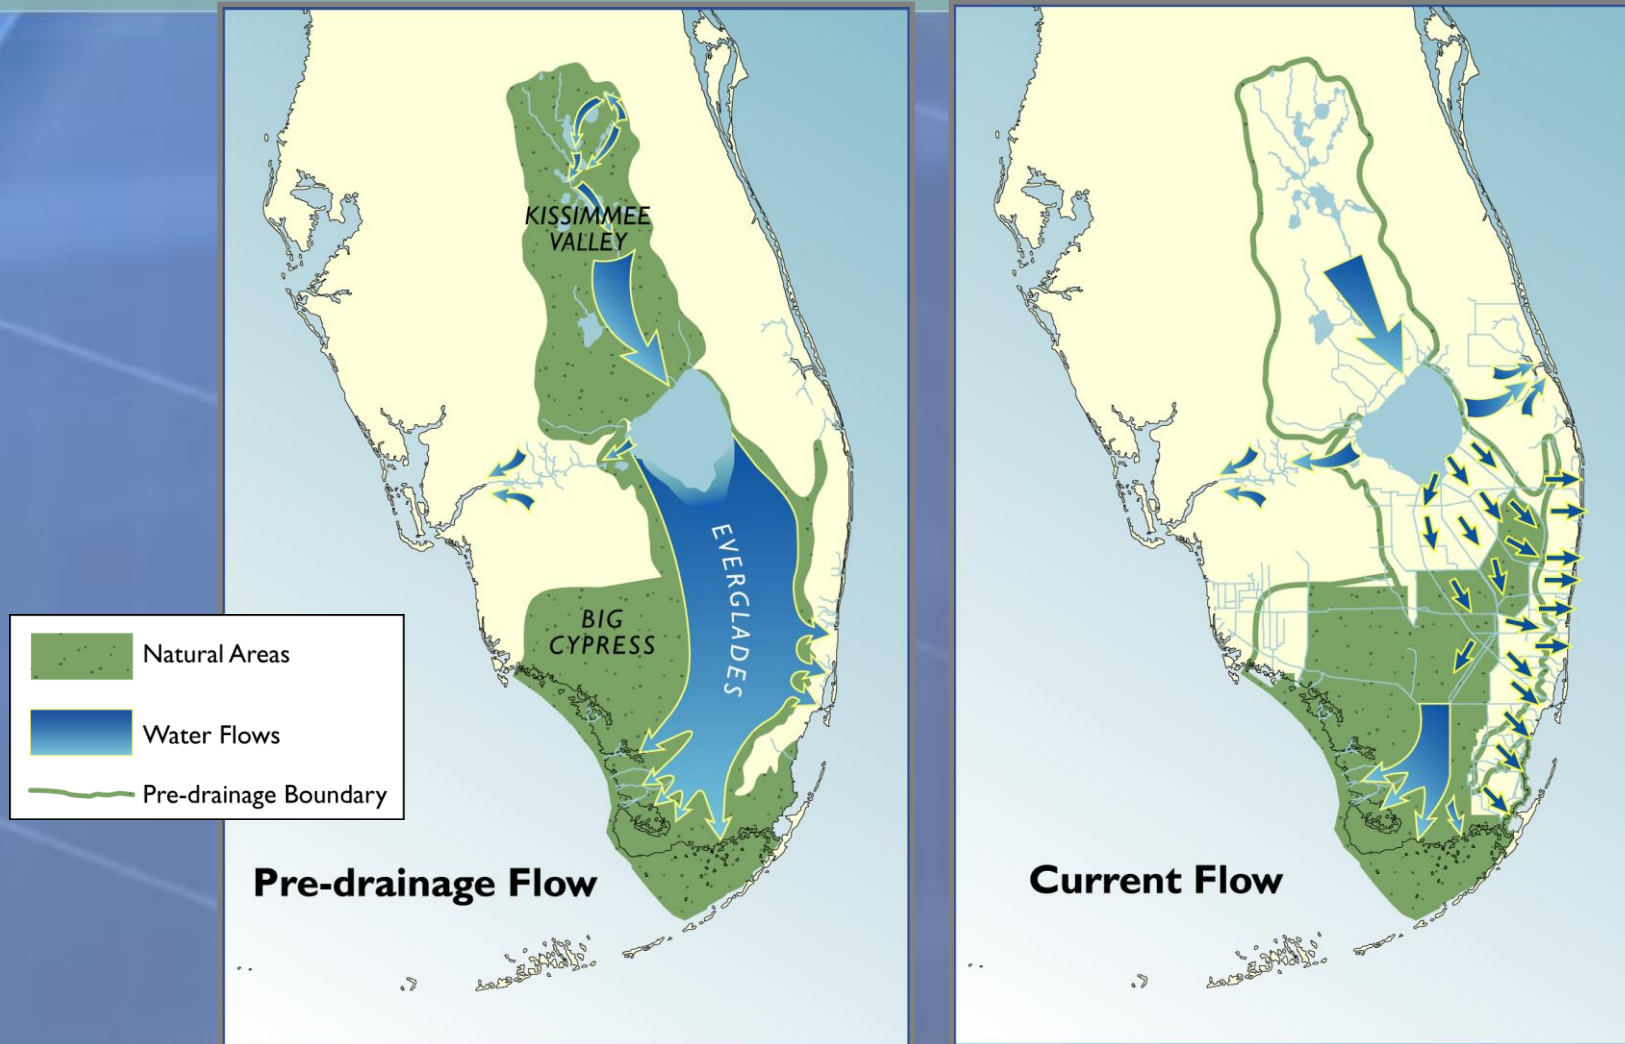 KISSIMMEE
VALLEY
EVERGLADES
BIG
CYPRESS
Natural Areas
Water Flows
Pre-drainage Boundary
Pre-drainage Flow
Current Flow